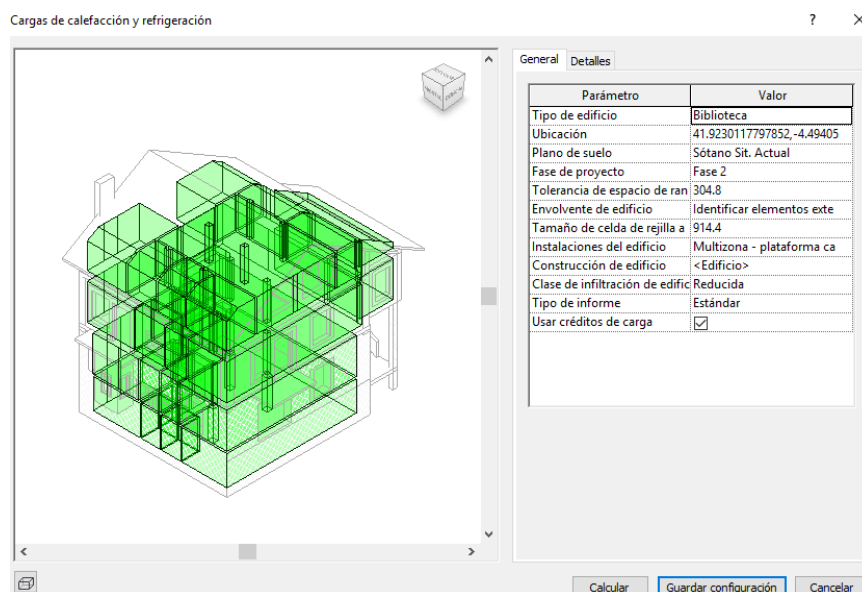 Cargas de calefacción y refrigeración
?
General
Detalles
Parámetro Valor
Tipo de edificio Biblioteca
Ubicación 41.9230117797852,-4.49405
Plano de suelo Sótano Sit. Actual
Fase de proyecto Fase 2
Tolerancia de espacio de ran 304.8
Envolvente de edificio Identificar elementos exte
Tamaño de celda de rejilla a 914.4
Instalaciones del edificio Multizona - plataforma ca
Construcción de edificio <Edificio>
Clase de infiltración de edific Reducida
Tipo de informe Estándar
Usar créditos de carga
Calcular Guardar configuración Cancelar